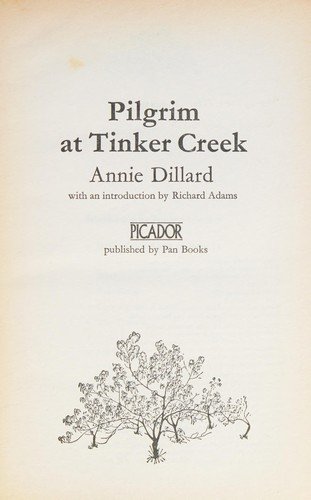 Pilgrim
at Tinker Creek
Annie Dillard
with an introduction by Richard Adams
PICADOR
published by Pan Books